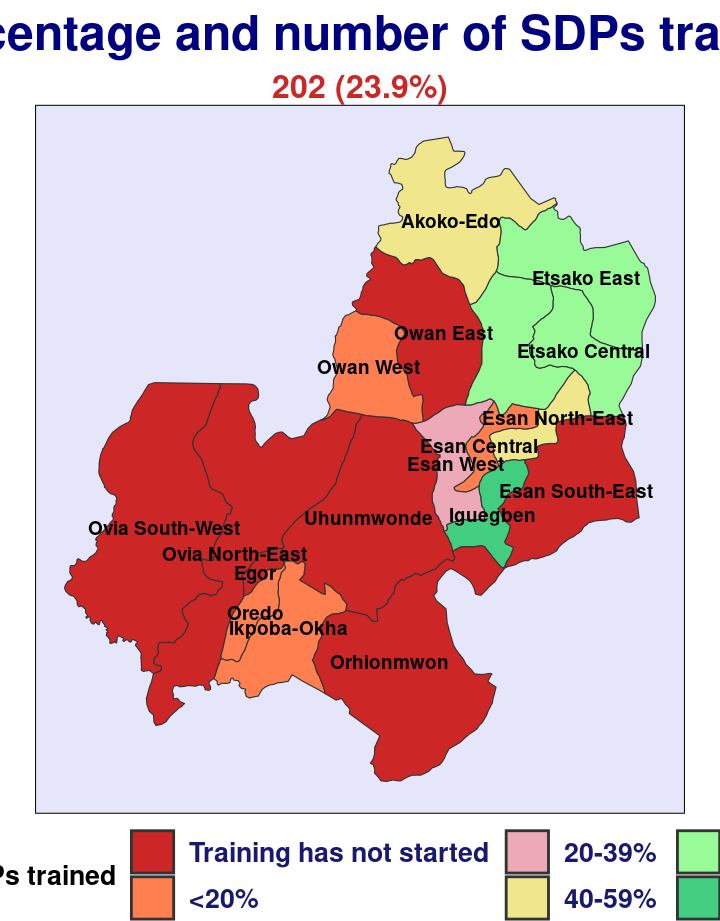 centage and number of SDPs tra
202 (23.9%)
Akoko-Edo
Etsako East
Owan East
Etsako Central
Owan West
Esan North-East
Esan Central
Esan West
Esan South-East
Iguegben
Uhunmwonde
Ovia South-West
Ovia North-East
Egor
Oredo
Ikpoba-Okha
Orhionmwon
Training has not started
20-39%
Ps trained
<20%
40-59%